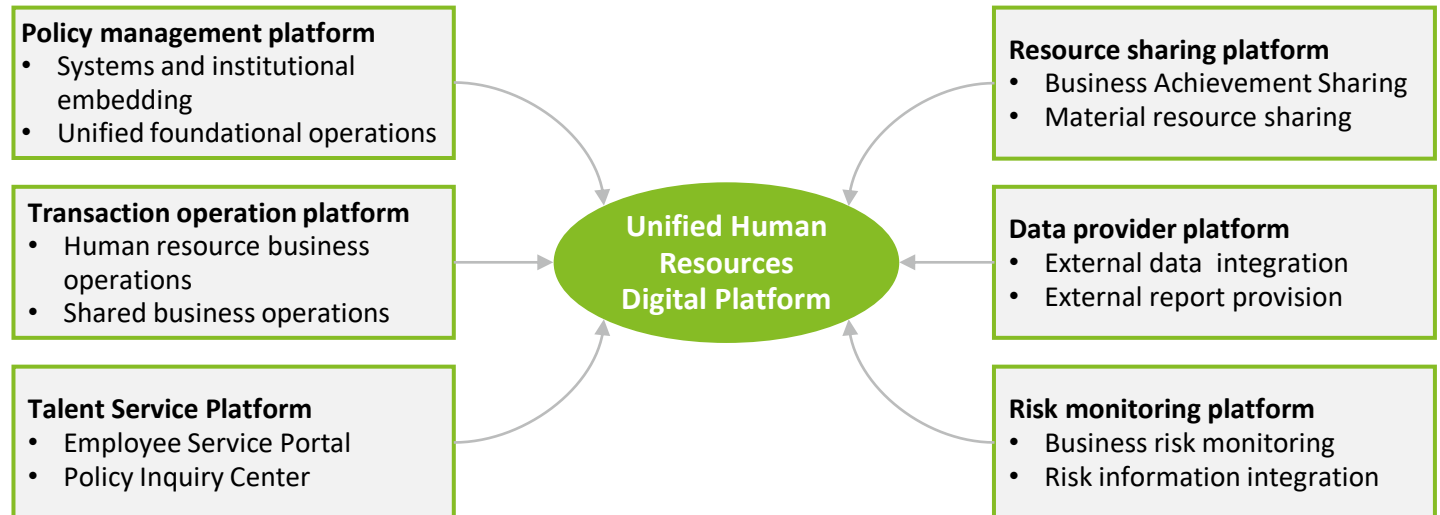 Policy management platform
• Systems and institutional
embedding
• Unified foundational operations
Transaction operation platform
• Human resource business
operations
• Shared business operations
Talent Service Platform
• Employee Service Portal
• Policy Inquiry Center
Unified Human
Resources
Digital Platform
Resource sharing platform
• Business Achievement Sharing
• Material resource sharing
Data provider platform
• External data  integration
• External report provision
Risk monitoring platform
• Business risk monitoring
• Risk information integration